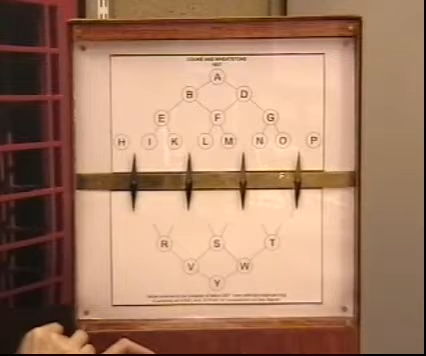 COOKE AND WHEATSTONE
1837
A
B D
E F G
H I K L M N O P
R S T
V W
Y